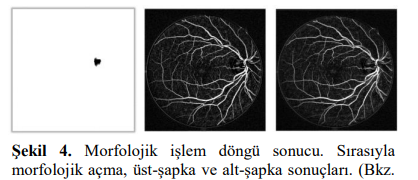 Şekil 4. Morfolojik işlem döngü sonucu. Sırasıyla
morfolojik açma, üst-şapka ve alt-şapka sonuçları. (Bkz.